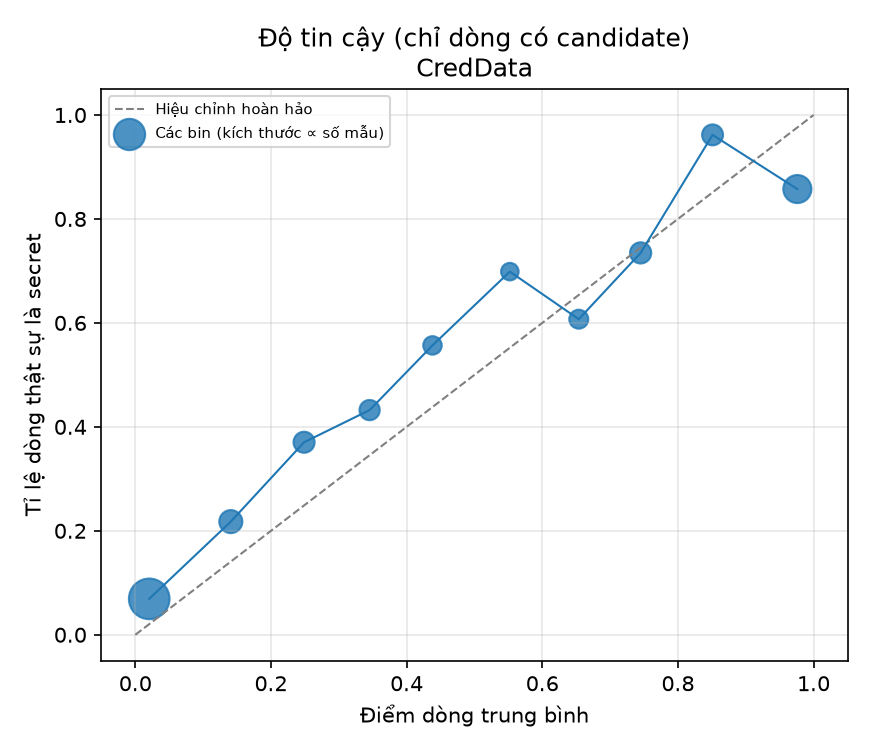 Độ tin cậy (chỉ dòng có candidate)
CredData
Hiệu chỉnh hoàn hảo
Các bin (kích thước ∝ số mẫu)
Tỉ lệ dòng thật sự là secret
1.0
0.8
0.6
0.4
0.2
0.0
0.0 0.2 0.4 0.6 0.8 1.0
Điểm dòng trung bình